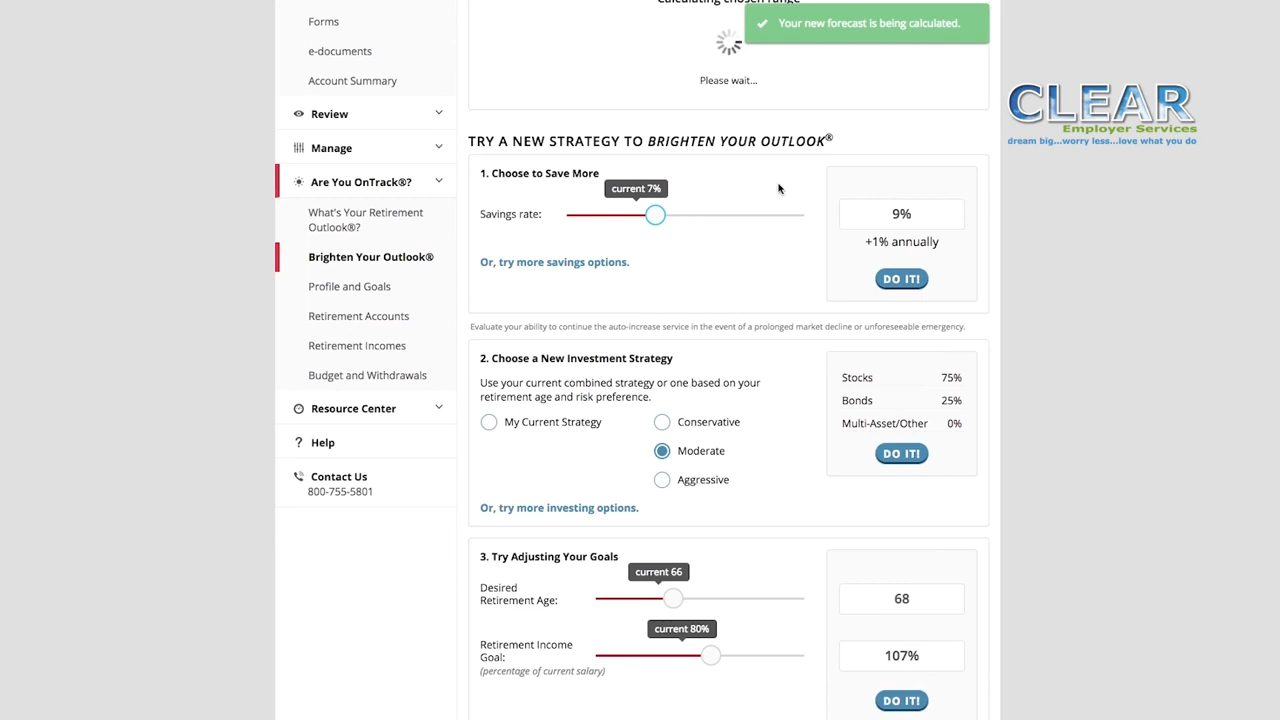 Forms
e-documents
Account Summary
Review
Manage
Are You OnTrack®?
What's Your Retirement
Outlook®?
Brighten Your Outlook®
Profile and Goals
Retirement Accounts
Retirement Incomes
Budget and Withdrawals
Resource Center
? Help
Contact Us
800-755-5801
Calculating chosen range
Your new forecast is being calculated.
Please wait...
TRY A NEW STRATEGY TO BRIGHTEN YOUR OUTLOOK®
1. Choose to Save More
current 7%
Savings rate:
9%
+1% annually
Or, try more savings options.
DO IT!
Evaluate your ability to continue the auto-increase service in the event of a prolonged market decline or unforeseeable emergency.
2. Choose a New Investment Strategy
Use your current combined strategy or one based on your
retirement age and risk preference.
My Current Strategy
Conservative
Moderate
Aggressive
Or, try more investing options.
Stocks 75%
Bonds 25%
Multi-Asset/Other 0%
DO IT!
3. Try Adjusting Your Goals
current 66
Desired
Retirement Age:
68
current 80%
Retirement Income
Goal:
(percentage of current salary)
107%
DO IT!
CLEAR
Employer Services
dream big...worry less...love what you do